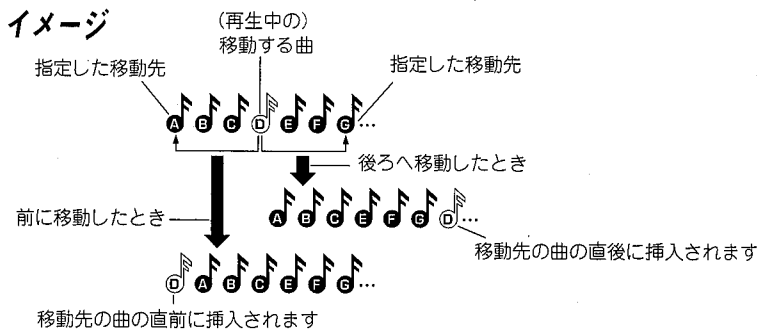 イメージ
(再生中の)
移動する曲
指定した移動先
指定した移動先
A B C D E F G…
後ろへ移動したとき
A B C E F G D…
前に移動したとき
移動先の曲の直後に挿入されます
D A B C E F G…
移動先の曲の直前に挿入されます